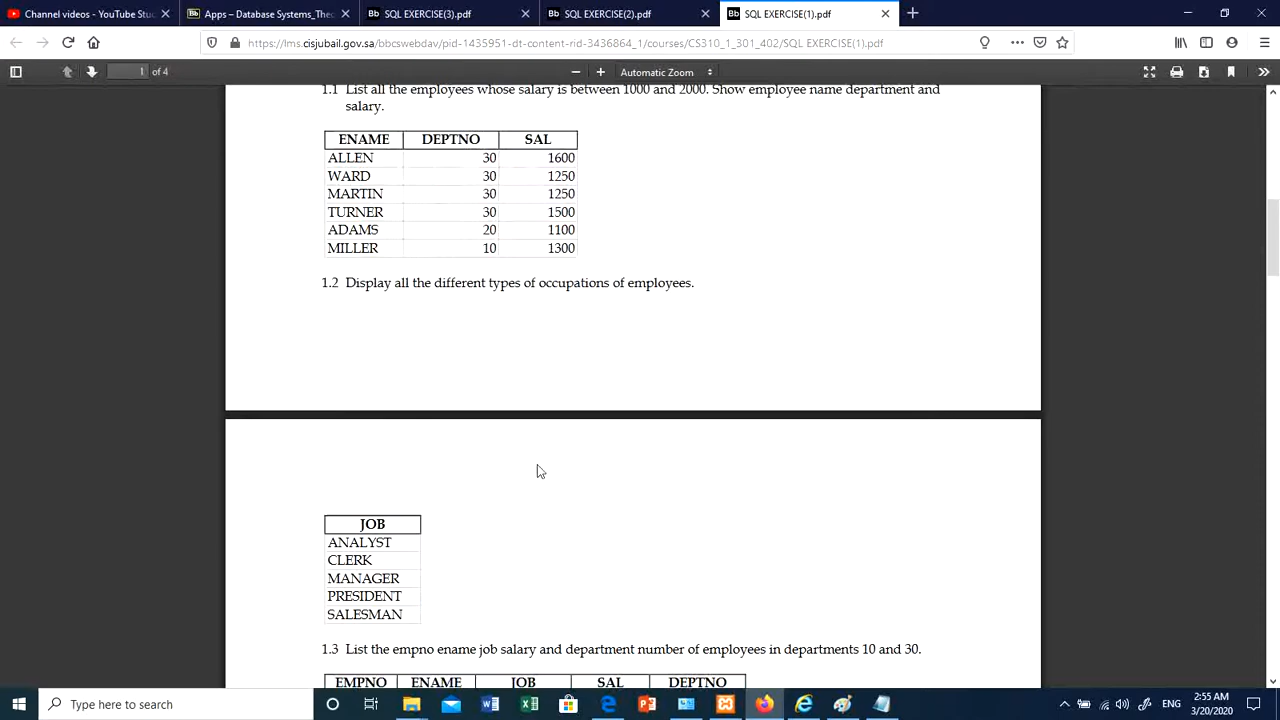 Channel videos - YouTube Stu
Apps – Database Systems_The
SQL EXERCISE(3).pdf
SQL EXERCISE(2).pdf
SQL EXERCISE(1).pdf
https://lms.cisjubail.gov.sa/bbcswebdav/pid-1435951-dt-content-rid-3436864_1/courses/CS310_1_301_402/SQL EXERCISE(1).pdf
1 of 4
Automatic Zoom
1.1 List all the employees whose salary is between 1000 and 2000. Show employee name department and
salary.
ENAME DEPTNO SAL
ALLEN 30 1600
WARD 30 1250
MARTIN 30 1250
TURNER 30 1500
ADAMS 20 1100
MILLER 10 1300
1.2 Display all the different types of occupations of employees.
JOB
ANALYST
CLERK
MANAGER
PRESIDENT
SALESMAN
1.3 List the empno ename job salary and department number of employees in departments 10 and 30.
EMPNO ENAME JOB SAL DEPTNO
Type here to search
ENG
2:55 AM
3/20/2020